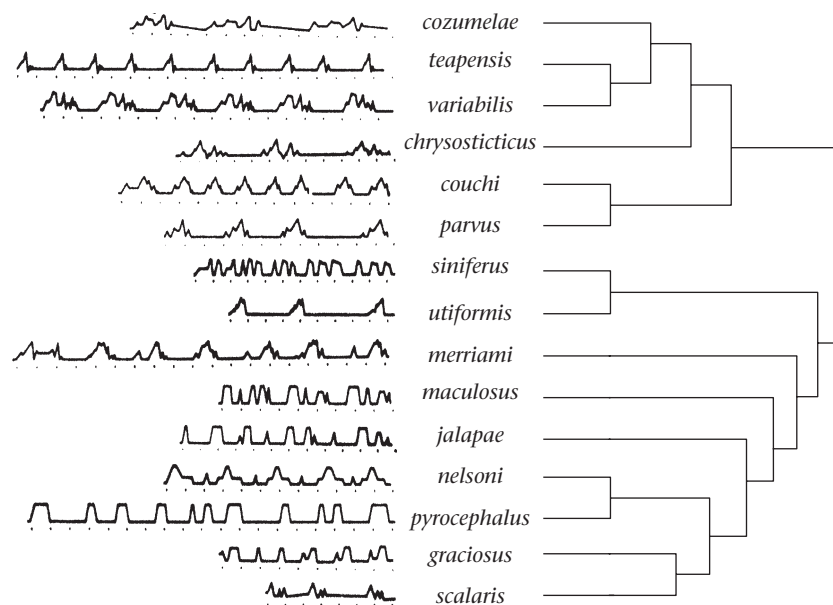 cozumelae
teapensis
variabilis
chrysosticticus
couchi
parvus
siniferus
utiformis
merriami
maculosus
jalapae
nelsoni
pyrocephalus
graciosus
scalaris